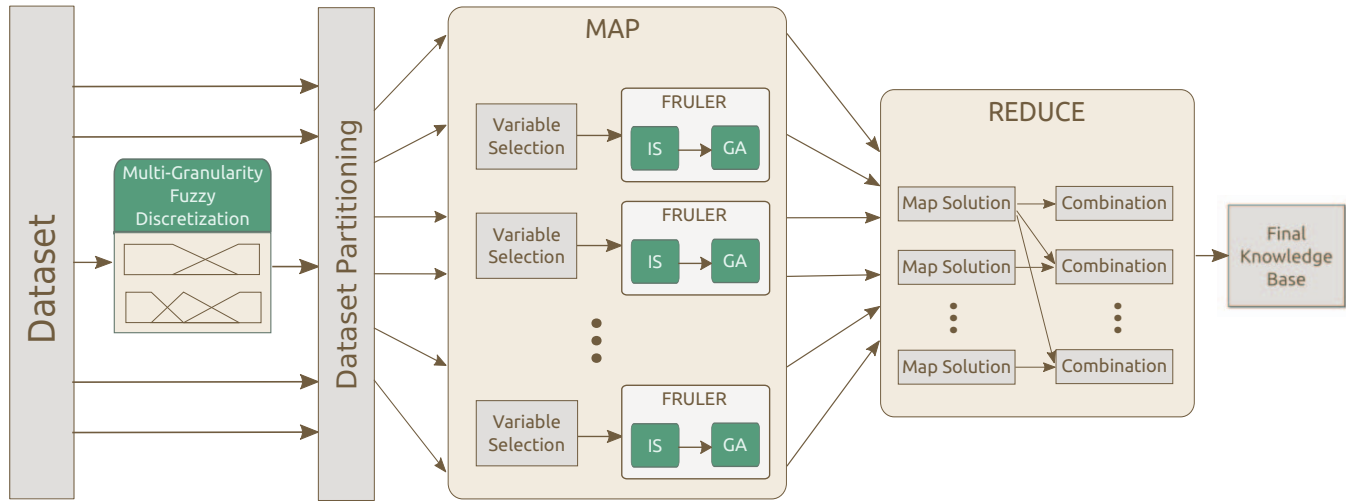 Dataset
Multi-Granularity
Fuzzy
Discretization
Dataset Partitioning
MAP
Variable
Selection
FRULER
IS
GA
Variable
Selection
FRULER
IS
GA
Variable
Selection
FRULER
IS
GA
REDUCE
Map Solution
Combination
Map Solution
Combination
Map Solution
Combination
Final
Knowledge
Base